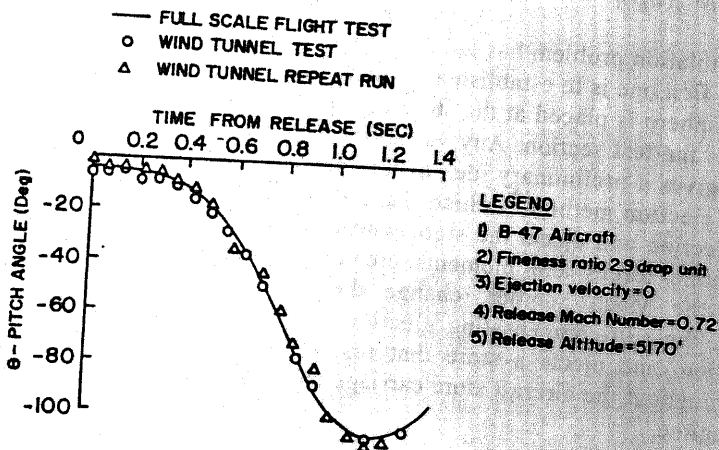 FULL SCALE FLIGHT TEST
WIND TUNNEL TEST
WIND TUNNEL REPEAT RUN
TIME FROM RELEASE (SEC)
0 0.2 0.4 0.6 0.8 1.0 1.2 1.4
-20
-40
-60
-80
-100
θ- PITCH ANGLE (Deg)
LEGEND
1) B-47 Aircraft
2) Fineness ratio 2.9 drop unit
3) Ejection velocity=0
4) Release Mach Number=0.72
5) Release Altitude=5170'